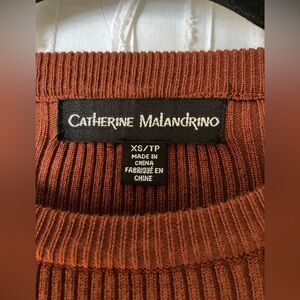 Catherine Malandrino
XS/TP
MADE IN
CHINA
FABRIQUÉ EN
CHINE